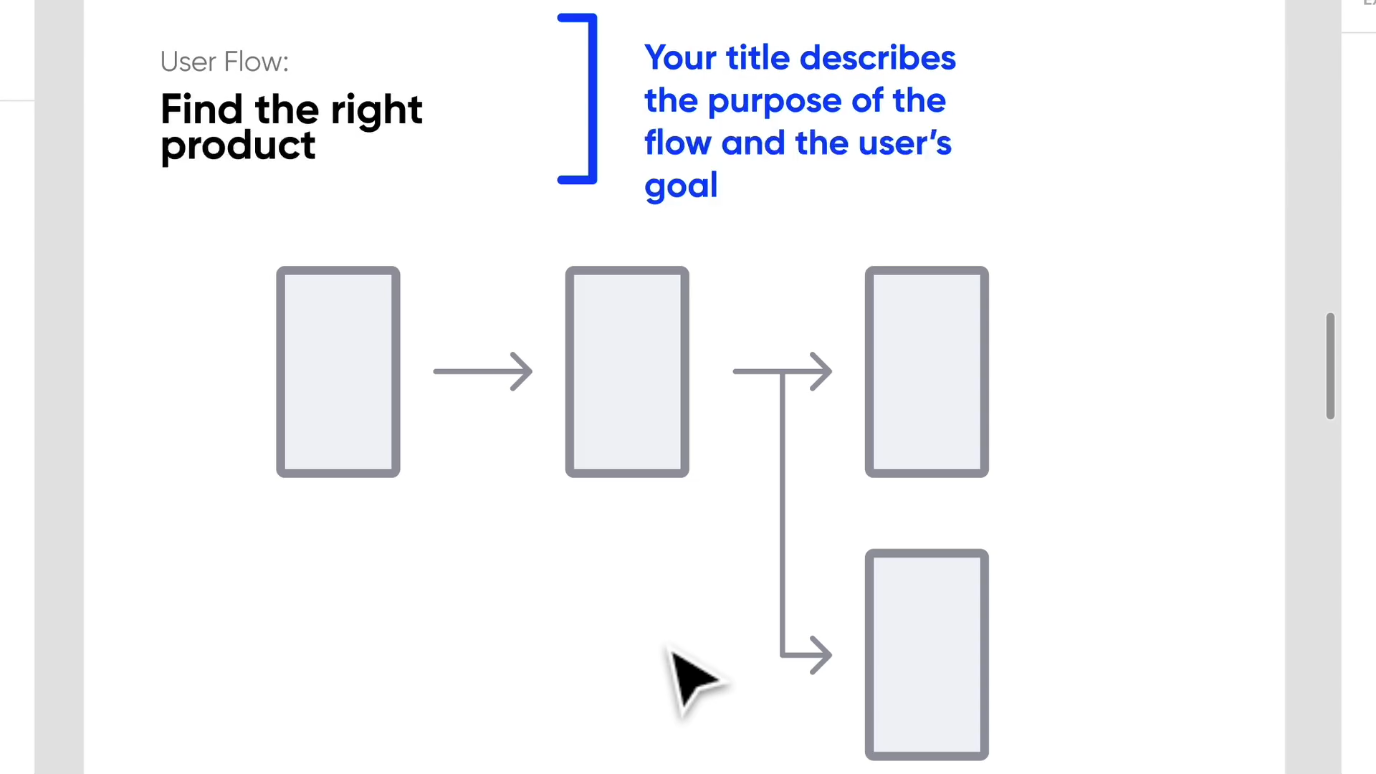 User Flow:
Find the right
product
Your title describes
the purpose of the
flow and the user’s
goal